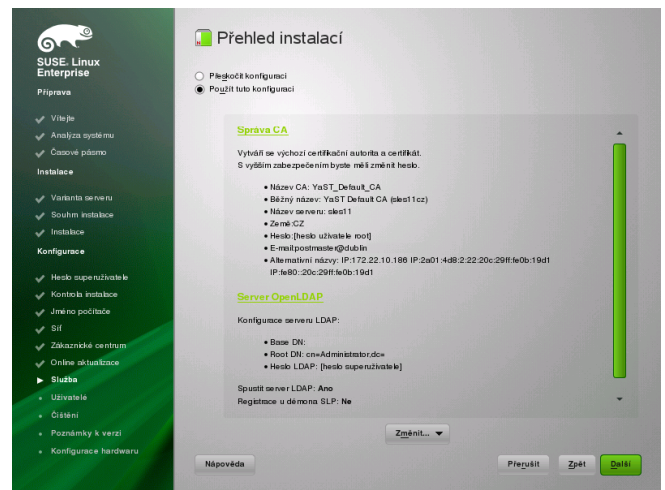 SUSE. Linux
Enterprise
Příprava
Vítejte
Analýza systému
Časové pásmo
Instalace
Varianta serveru
Souhrn instalace
Instalace
Konfigurace
Heslo superuživatele
Kontrola instalace
Jméno počítače
Síť
Zákaznické centrum
Online aktualizace
Služba
Uživatelé
Čištění
Poznámky k verzi
Konfigurace hardwaru
Přehled instalací
Přeskočit konfiguraci
Použít tuto konfiguraci
Správa CA
Vytváří se výchozí certifikační autorita a certifikát.
S vyšším zabezpečením byste měli změnit heslo.
• Název CA: YaST_Default_CA
• Běžný název: YaST Default CA (sles11cz)
• Název serveru: sles11
• Země:CZ
• Heslo:[heslo uživatele root]
• E-mail:postmaster@dublin
• Alternativní názvy: IP:172.22.10.186 IP:2a01:4d8:2:22:20c:29ff:fe0b:19d1
IP:fe80::20c:29ff:fe0b:19d1
Server OpenLDAP
Konfigurace serveru LDAP:
• Base DN:
• Root DN: cn=Administrator,dc=
• Heslo LDAP: [heslo superuživatele]
Spustit server LDAP: Ano
Registrace u démona SLP: Ne
Změnit...
Nápověda
Přerušit
Zpět
Další